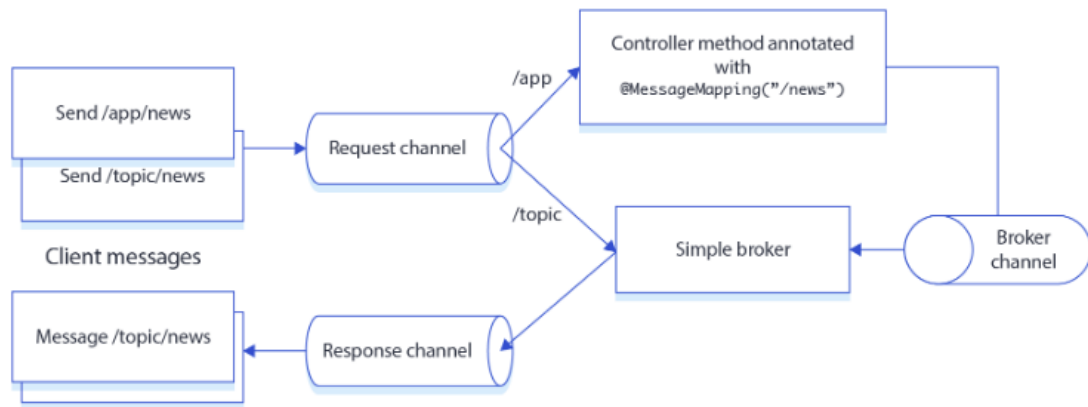 Send /app/news
Send /topic/news
Client messages
Message /topic/news
Request channel
Response channel
/app
/topic
Controller method annotated
with
@MessageMapping("/news")
Simple broker
Broker
channel